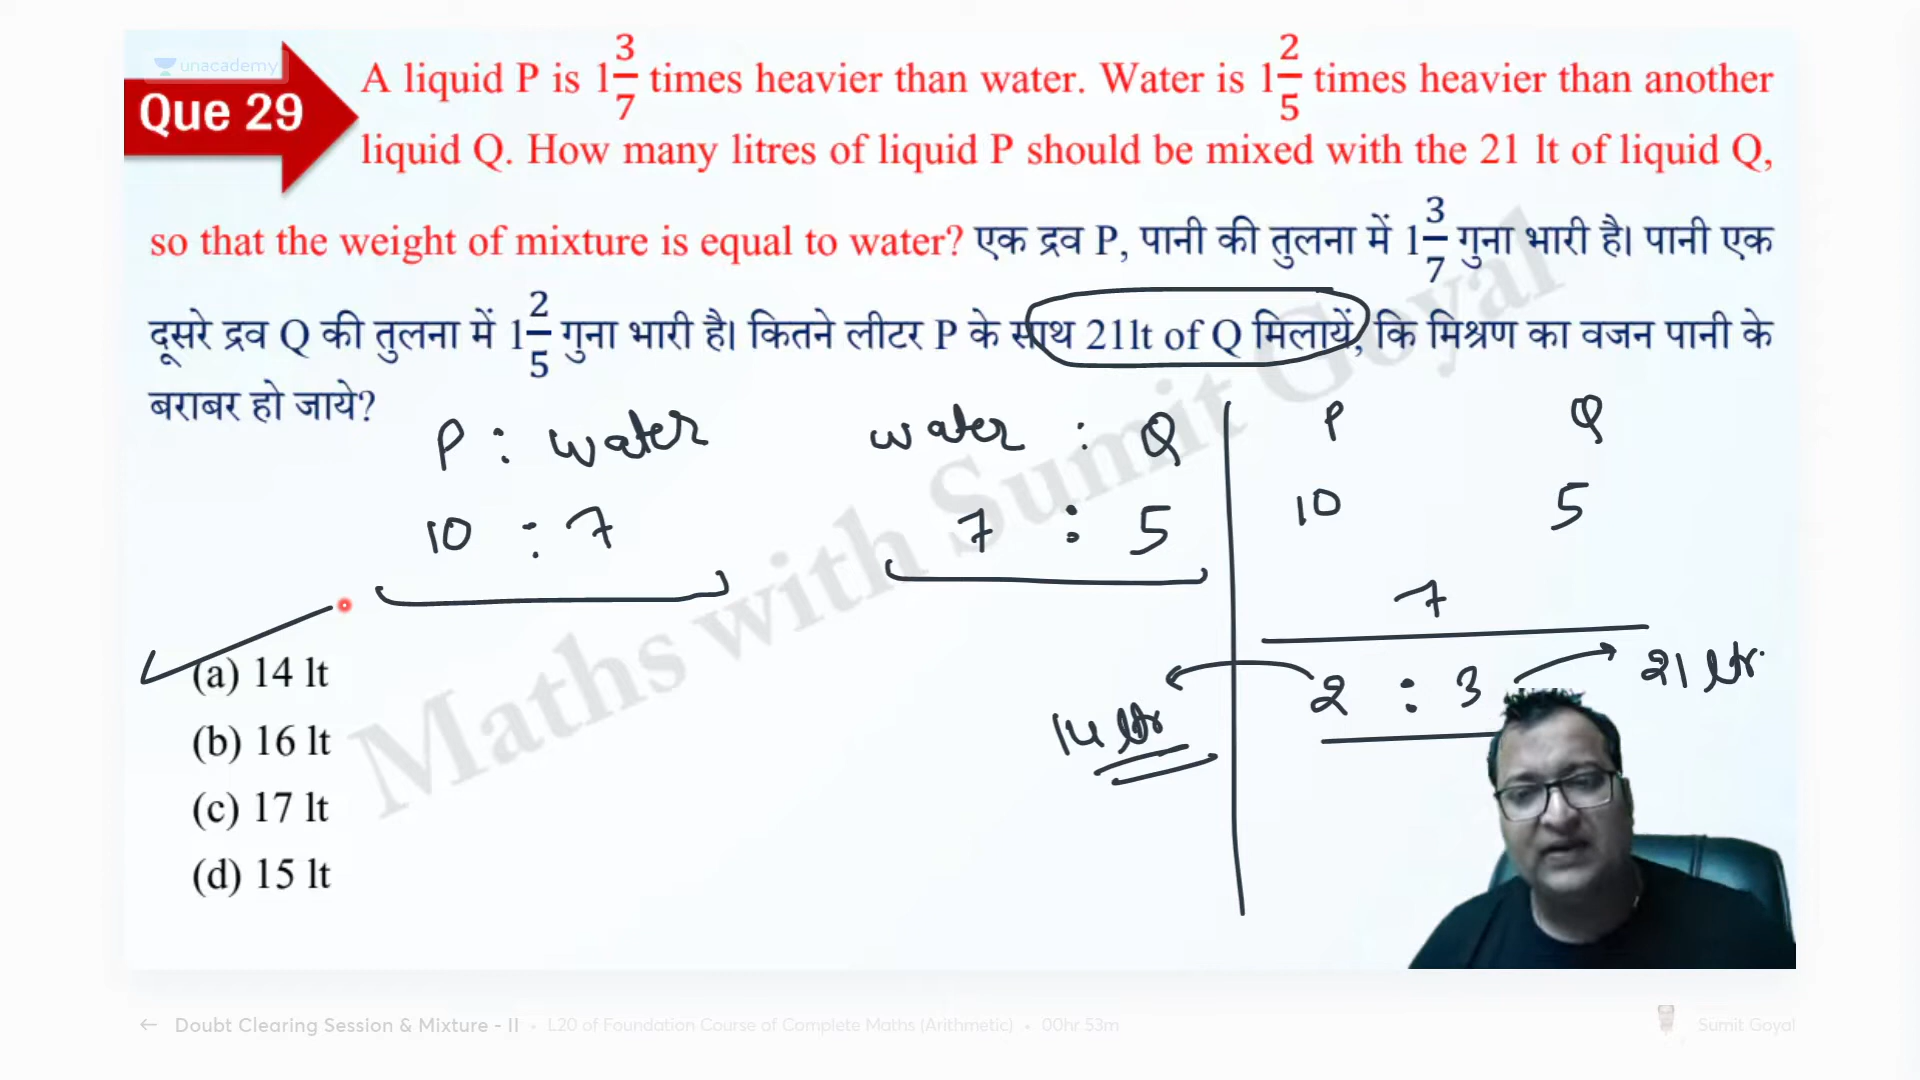 unacademy
Que 29
A liquid P is 1 3/7 times heavier than water. Water is 1 2/5 times heavier than another
liquid Q. How many litres of liquid P should be mixed with the 21 lt of liquid Q,
so that the weight of mixture is equal to water? एक द्रव P, पानी की तुलना में 1 3/7 गुना भारी है। पानी एक
दूसरे द्रव Q की तुलना में 1 2/5 गुना भारी है। कितने लीटर P के साथ 21lt of Q मिलायें, कि मिश्रण का वजन पानी के
बराबर हो जाये?
P : water
10 : 7
water : Q
7 : 5
P Q
10 5
7
2 : 3
21 ltr.
14 ltr
(a) 14 lt
(b) 16 lt
(c) 17 lt
(d) 15 lt
Maths with Sumit Goyal
← Doubt Clearing Session & Mixture - II • L20 of Foundation Course of Complete Maths (Arithmetic) • 00hr 53m
Sumit Goyal